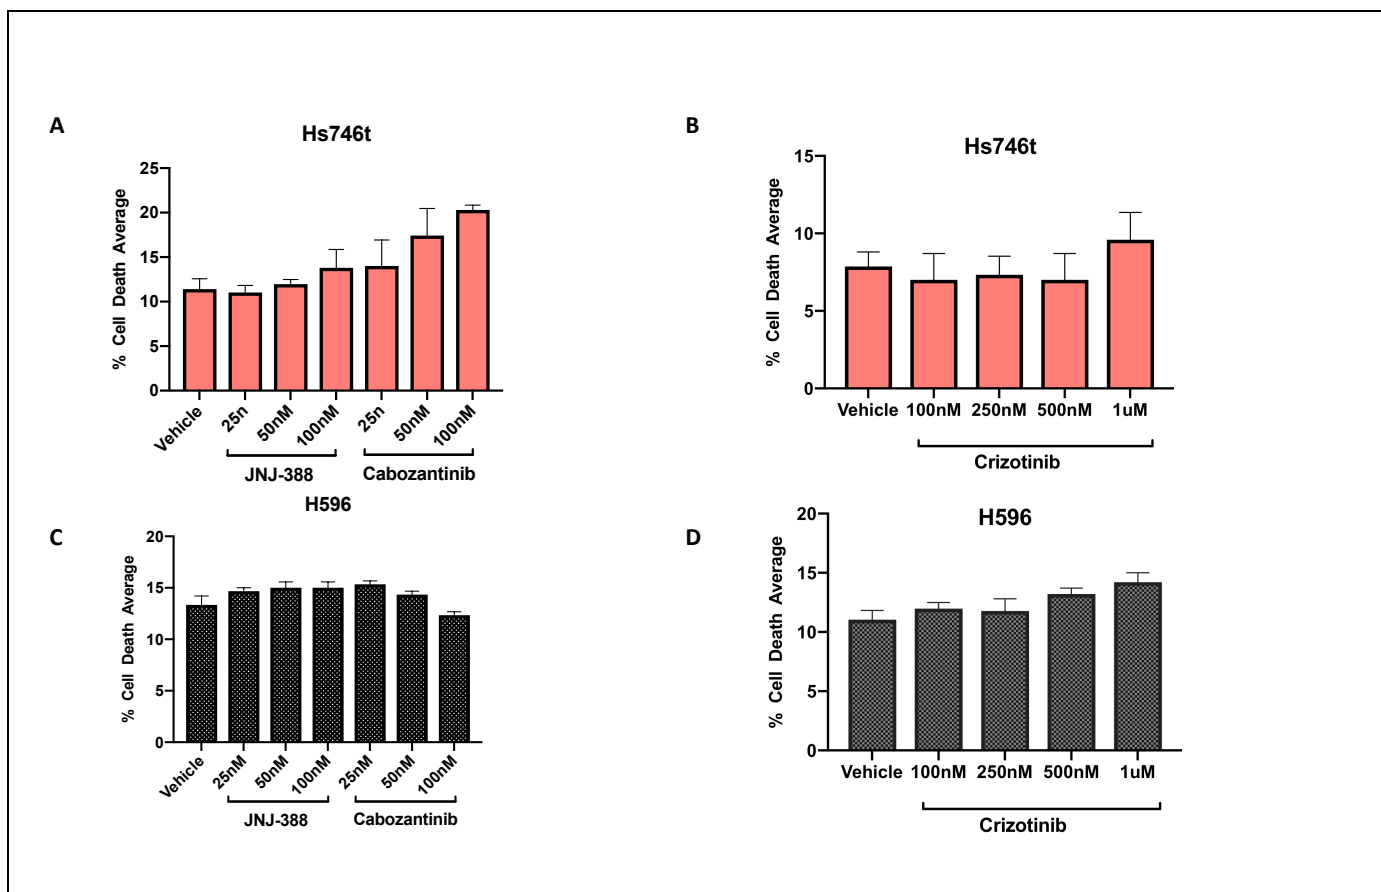 A
Hs746t
% Cell Death Average
25
20
15
10
5
0
Vehicle
25n
50nM
100nM
25n
50nM
100nM
JNJ-388
Cabozantinib
B
Hs746t
% Cell Death Average
15
10
5
0
Vehicle 100nM 250nM 500nM 1uM
Crizotinib
C
H596
% Cell Death Average
20
15
10
5
0
Vehicle
25nM
50nM
100nM
25nM
50nM
100nM
JNJ-388
Cabozantinib
D
H596
% Cell Death Average
20
15
10
5
0
Vehicle 100nM 250nM 500nM 1uM
Crizotinib